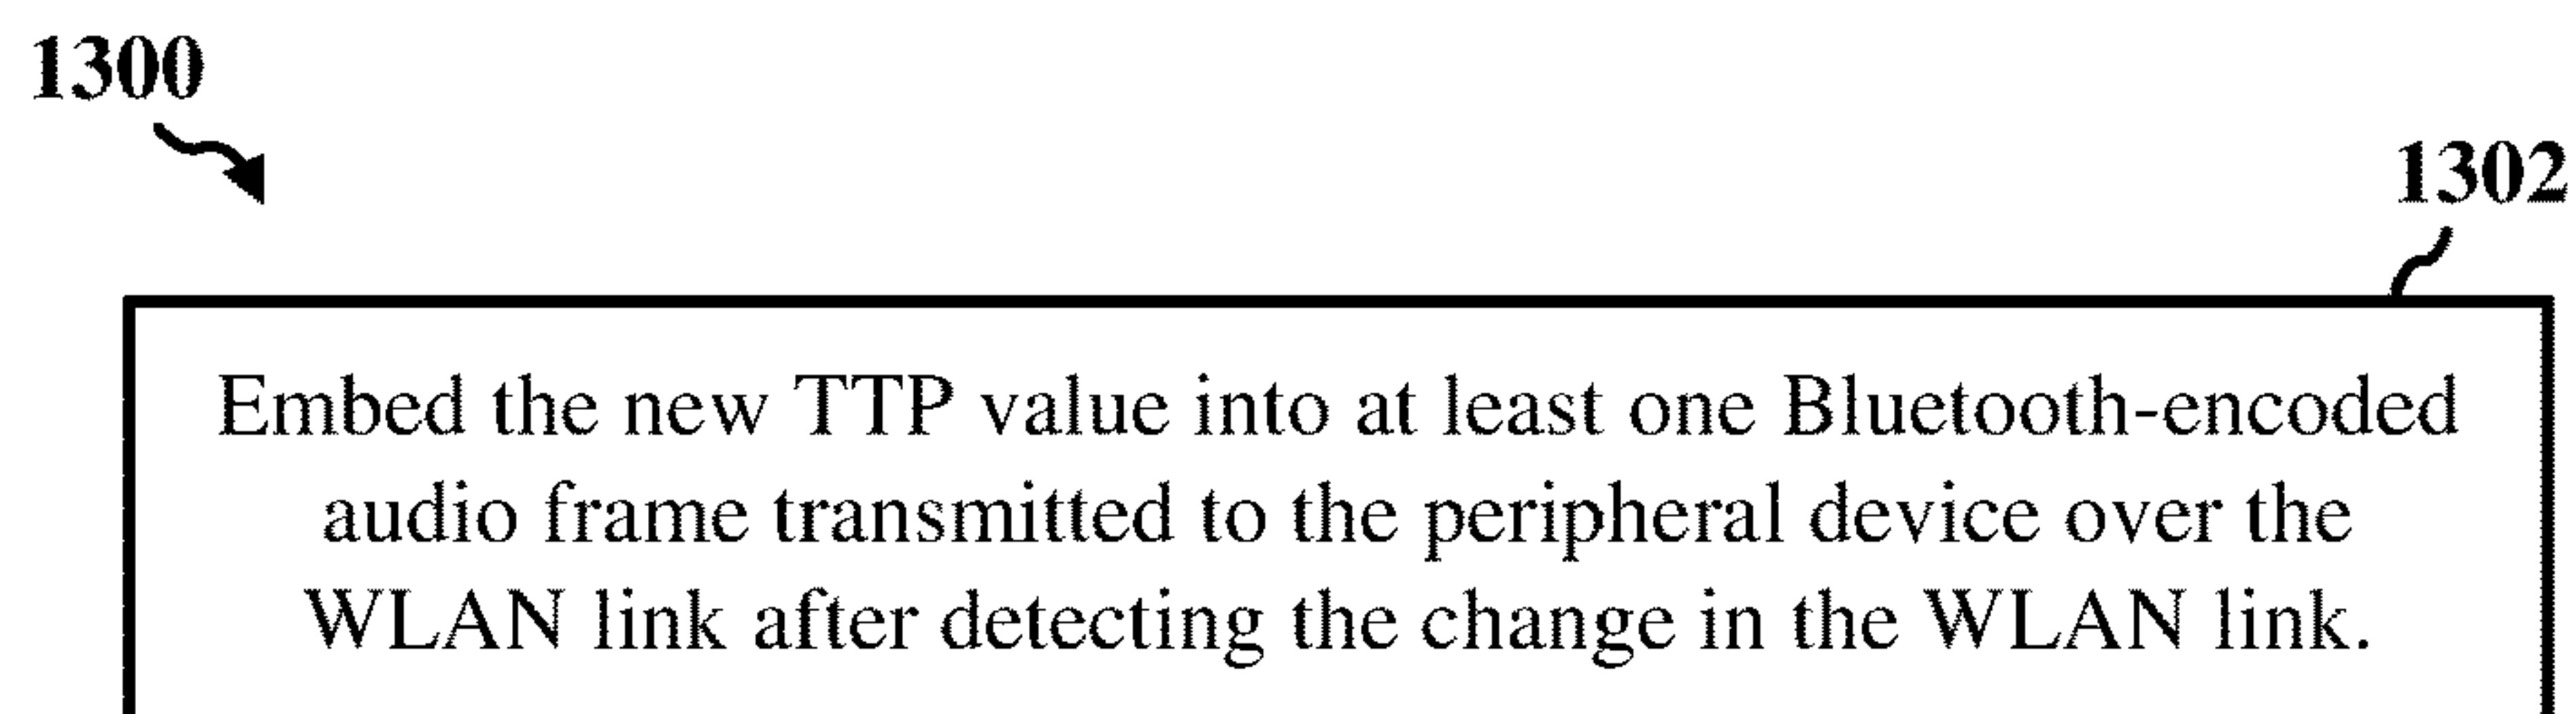 1300
1302
Embed the new TTP value into at least one Bluetooth-encoded
audio frame transmitted to the peripheral device over the
WLAN link after detecting the change in the WLAN link.